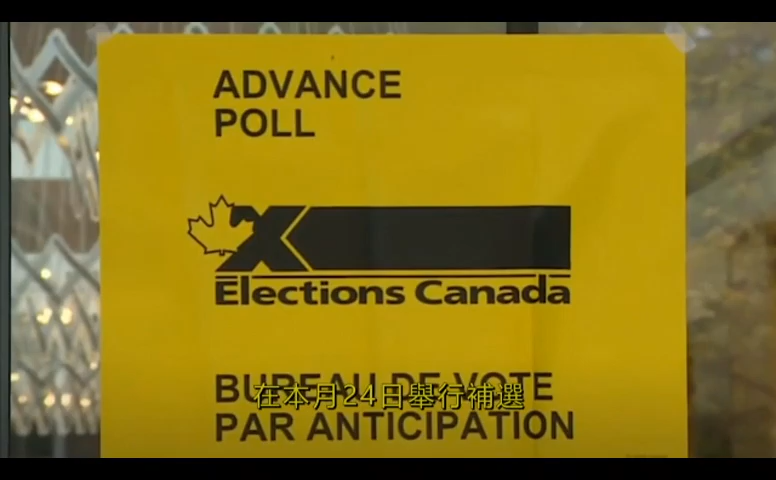 ADVANCE
POLL
Elections Canada
BUREAU DE VOTE
在本月24日舉行補選
PAR ANTICIPATION